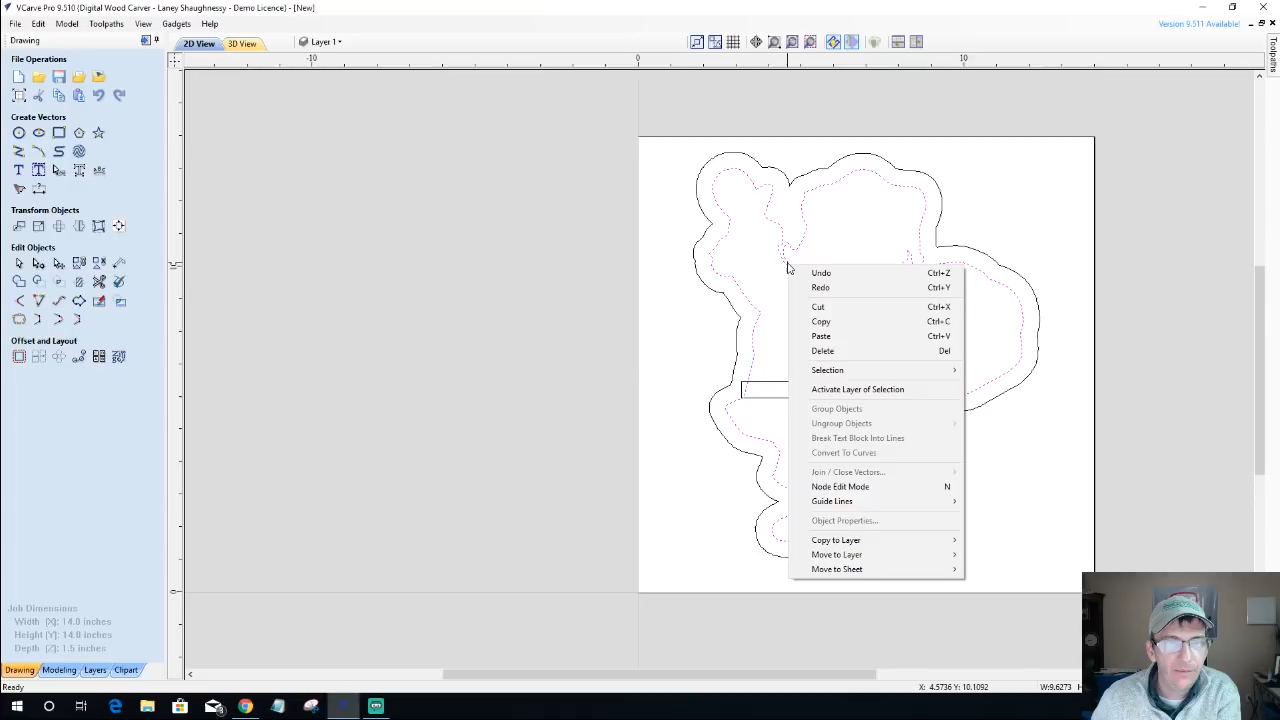 VCarve Pro 9.510 {Digital Wood Carver - Laney Shaughnessy - Demo Licence} - [New]
File Edit Model Toolpaths View Gadgets Help
Version 9.511 Available!
Drawing
2D View 3D View Layer 1
Toolpaths
File Operations
-10 0 10
Create Vectors
Transform Objects
Edit Objects
Offset and Layout
Undo Ctrl+Z
Redo Ctrl+Y
Cut Ctrl+X
Copy Ctrl+C
Paste Ctrl+V
Delete Del
Selection
Activate Layer of Selection
Group Objects
Ungroup Objects
Break Text Block Into Lines
Convert To Curves
Join / Close Vectors...
Node Edit Mode N
Guide Lines
Object Properties...
Copy to Layer
Move to Layer
Move to Sheet
0
Job Dimensions
Width [X]: 14.0 inches
Height [Y]: 14.0 inches
Depth [Z]: 1.5 inches
Drawing Modeling Layers Clipart
Ready
X: 4.5736 Y: 10.1092
W:9.6273